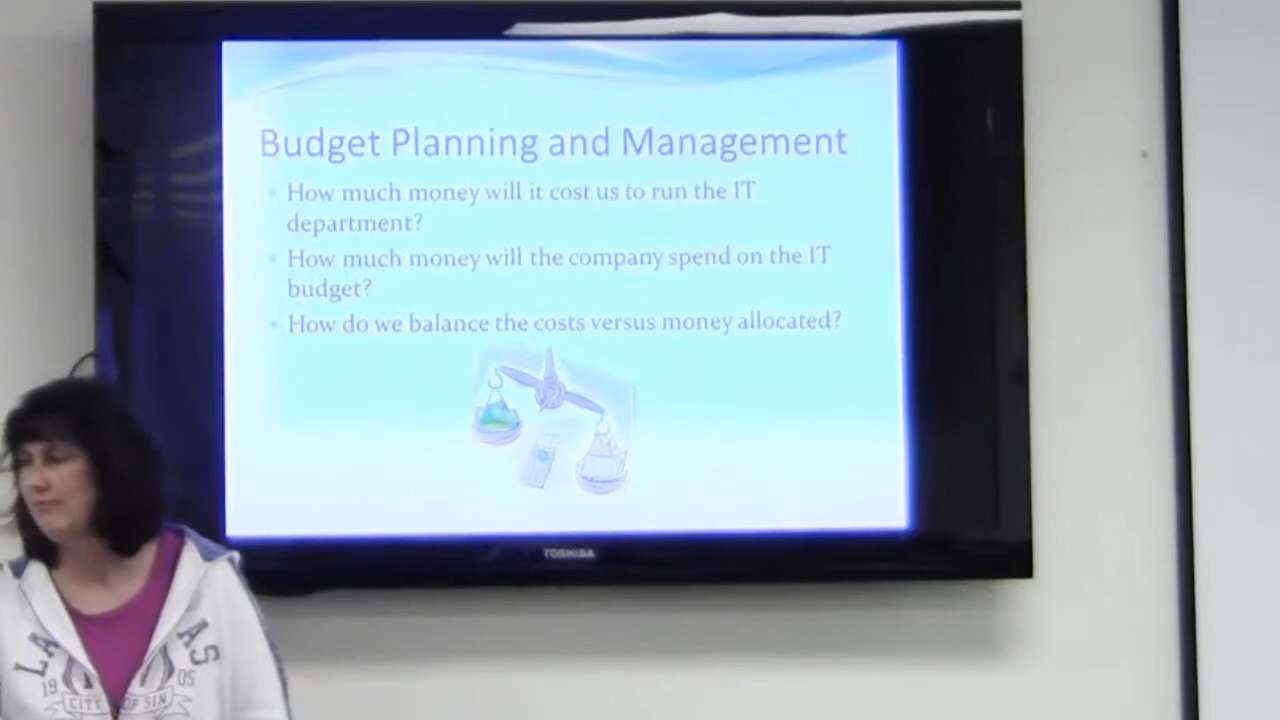 Budget Planning and Management
How much money will it cost us to run the IT
department?
How much money will the company spend on the IT
budget?
How do we balance the costs versus money allocated?
TOSHIBA
LA AS
19 05
CITY OF SIN